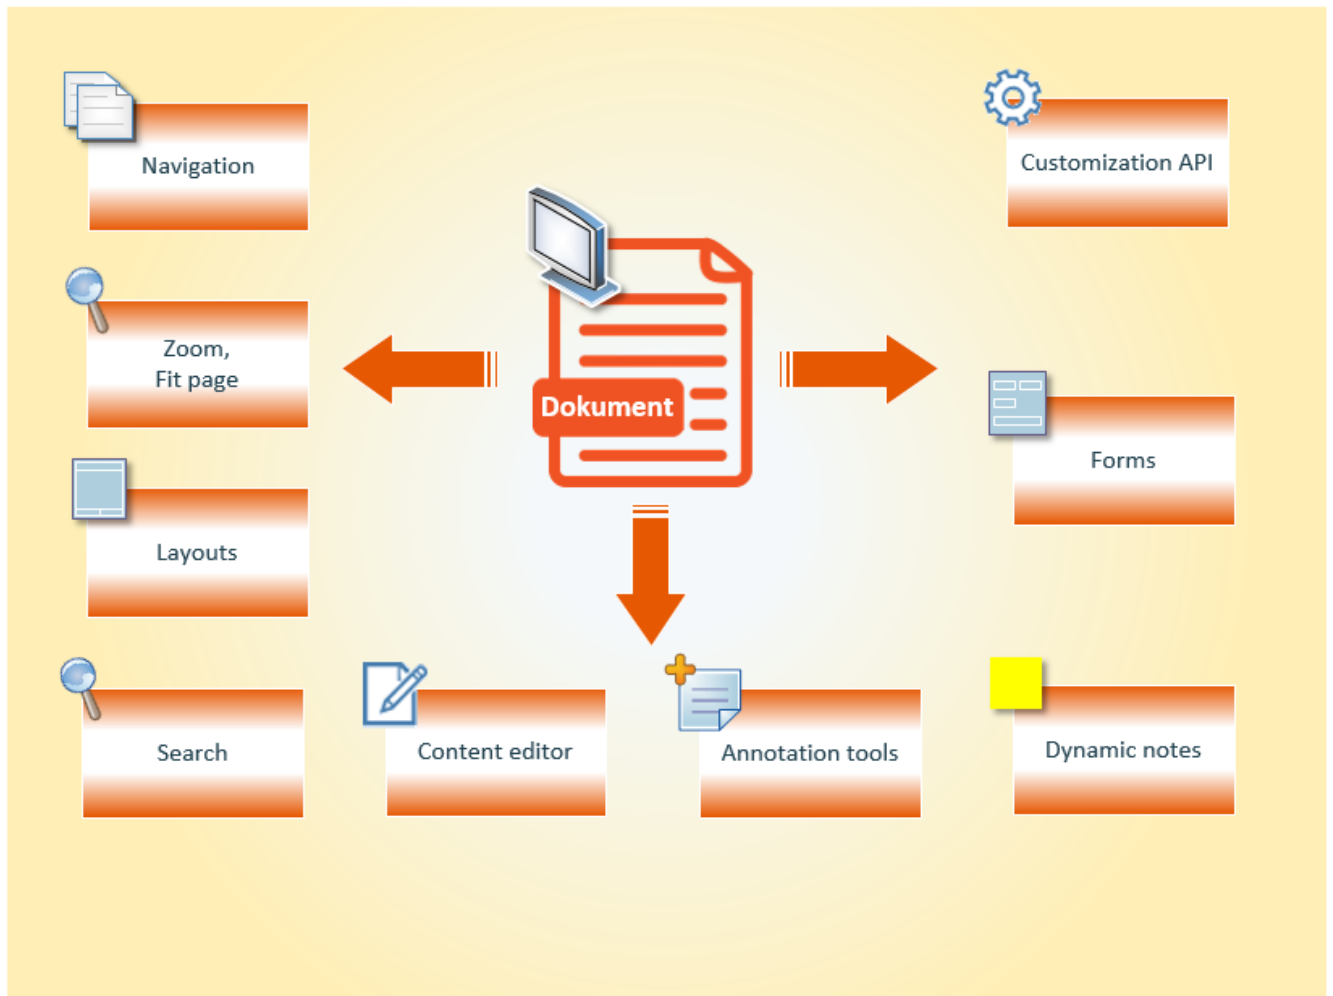 Navigation
Customization API
Zoom,
Fit page
Dokument
Forms
Layouts
Search
Content editor
Annotation tools
Dynamic notes